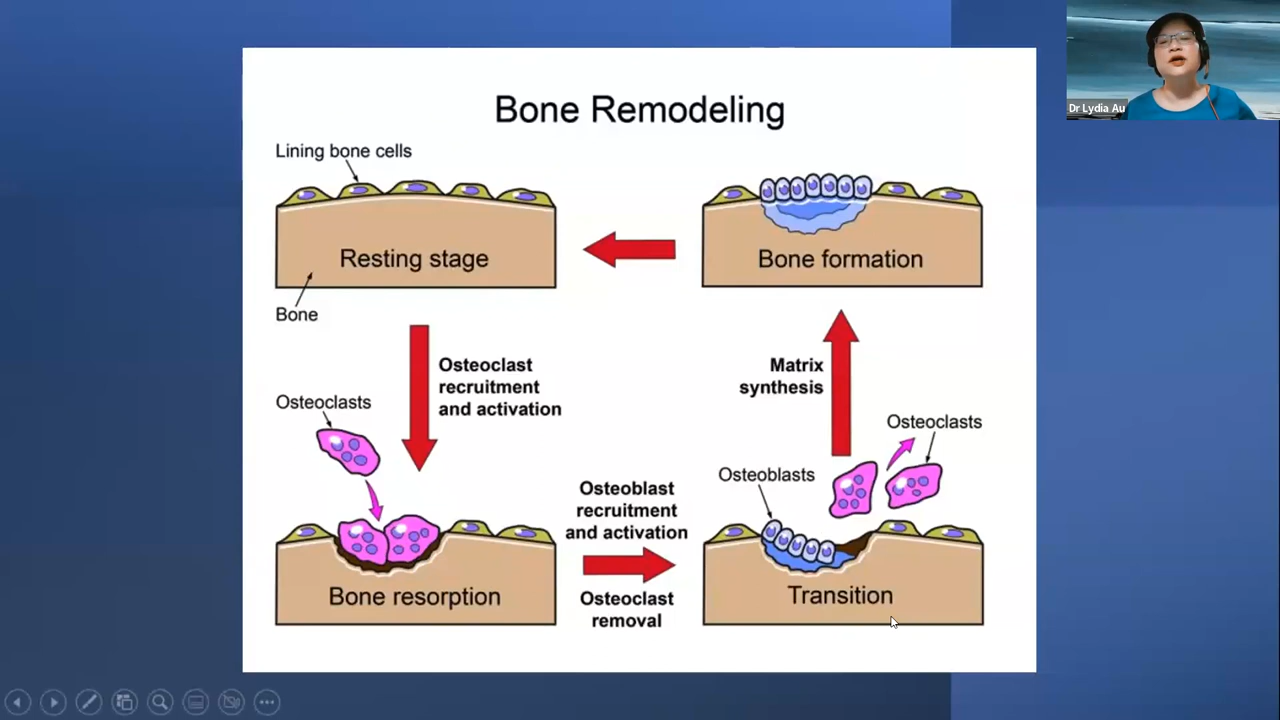 Bone Remodeling
Dr Lydia Au
Lining bone cells
Resting stage
Bone formation
Bone
Osteoclast
recruitment
and activation
Matrix
synthesis
Osteoclasts
Osteoclasts
Osteoblasts
Osteoblast
recruitment
and activation
Osteoclast
removal
Bone resorption
Transition